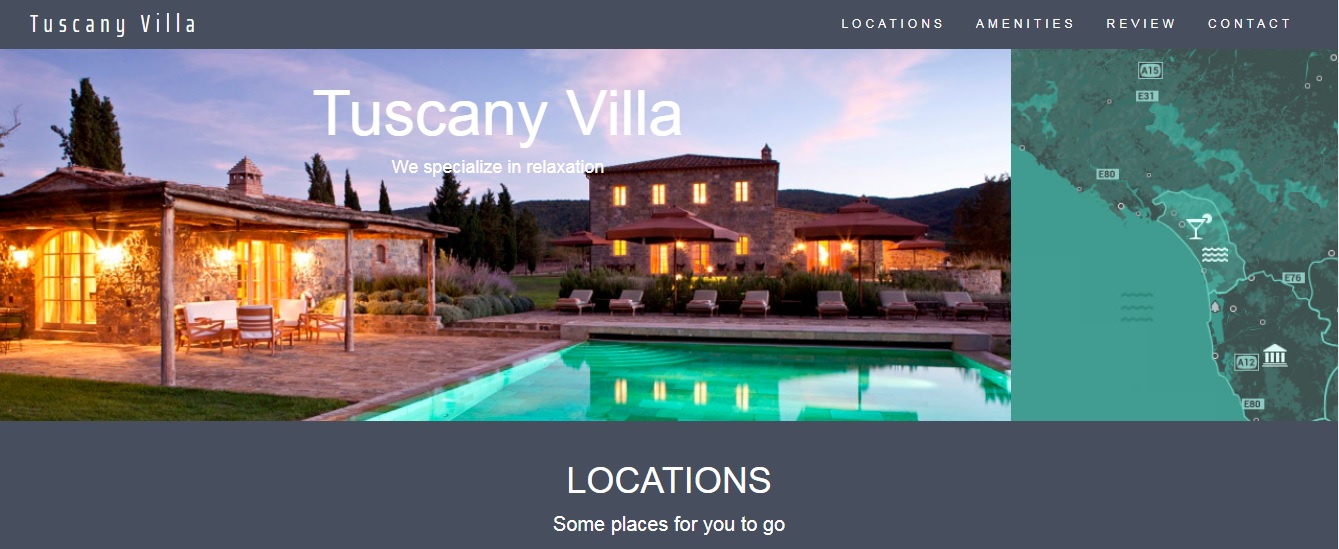 Tuscany Villa
LOCATIONS AMENITIES REVIEW CONTACT
Tuscany Villa
We specialize in relaxation
A15
E31
E80
E76
A12
E80
LOCATIONS
Some places for you to go